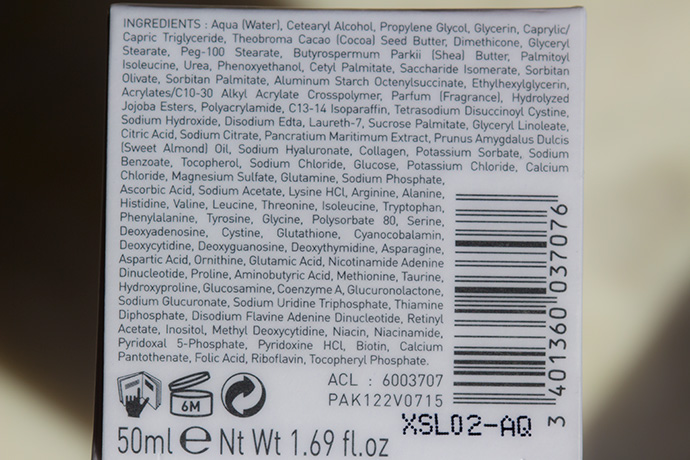 INGREDIENTS : Aqua (Water), Cetearyl Alcohol, Propylene Glycol, Glycerin, Caprylic/
Capric Triglyceride, Theobroma Cacao (Cocoa) Seed Butter, Dimethicone, Glyceryl
Stearate, Peg-100 Stearate, Butyrospermum Parkii (Shea) Butter, Palmitoyl
Isoleucine, Urea, Phenoxyethanol, Cetyl Palmitate, Saccharide Isomerate, Sorbitan
Olivate, Sorbitan Palmitate, Aluminum Starch Octenylsuccinate, Ethylhexylglycerin,
Acrylates/C10-30 Alkyl Acrylate Crosspolymer, Parfum (Fragrance), Hydrolyzed
Jojoba Esters, Polyacrylamide, C13-14 Isoparaffin, Tetrasodium Disuccinoyl Cystine,
Sodium Hydroxide, Disodium Edta, Laureth-7, Sucrose Palmitate, Glyceryl Linoleate,
Citric Acid, Sodium Citrate, Pancratium Maritimum Extract, Prunus Amygdalus Dulcis
(Sweet Almond) Oil, Sodium Hyaluronate, Collagen, Potassium Sorbate, Sodium
Benzoate, Tocopherol, Sodium Chloride, Glucose, Potassium Chloride, Calcium
Chloride, Magnesium Sulfate, Glutamine, Sodium Phosphate,
Ascorbic Acid, Sodium Acetate, Lysine HCl, Arginine, Alanine,
Histidine, Valine, Leucine, Threonine, Isoleucine, Tryptophan,
Phenylalanine, Tyrosine, Glycine, Polysorbate 80, Serine,
Deoxyadenosine, Cystine, Glutathione, Cyanocobalamin,
Deoxycytidine, Deoxyguanosine, Deoxythymidine, Asparagine,
Aspartic Acid, Ornithine, Glutamic Acid, Nicotinamide Adenine
Dinucleotide, Proline, Aminobutyric Acid, Methionine, Taurine,
Hydroxyproline, Glucosamine, Coenzyme A, Glucuronolactone,
Sodium Glucuronate, Sodium Uridine Triphosphate, Thiamine
Diphosphate, Disodium Flavine Adenine Dinucleotide, Retinyl
Acetate, Inositol, Methyl Deoxycytidine, Niacin, Niacinamide,
Pyridoxal 5-Phosphate, Pyridoxine HCl, Biotin, Calcium
Pantothenate, Folic Acid, Riboflavin, Tocopheryl Phosphate.
3 401360 037076
6M
ACL : 6003707
PAK122V0715
XSL02-AQ
50ml ℮ Nt Wt 1.69 fl.oz